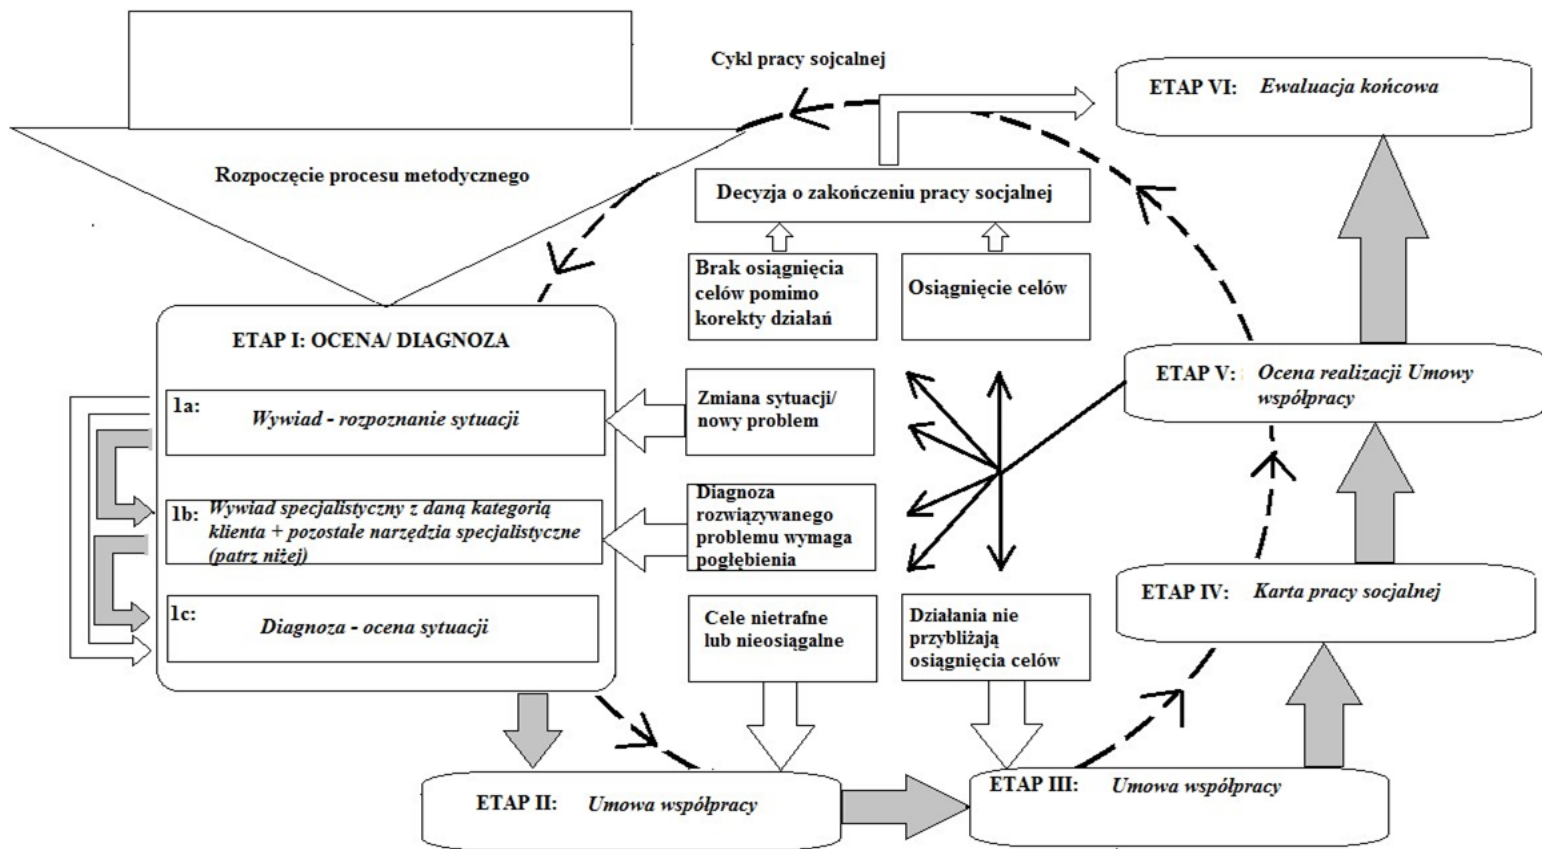 Cykl pracy sojcalnej
ETAP VI: Ewaluacja końcowa
Rozpoczęcie procesu metodycznego
Decyzja o zakończeniu pracy socjalnej
Brak osiągnięcia
celów pomimo
korekty działań
Osiągnięcie celów
ETAP I: OCENA/ DIAGNOZA
1a:
Wywiad - rozpoznanie sytuacji
Zmiana sytuacji/
nowy problem
ETAP V: Ocena realizacji Umowy
współpracy
1b: Wywiad specjalistyczny z daną kategorią
klienta + pozostałe narzędzia specjalistyczne
(patrz niżej)
Diagnoza
rozwiązywanego
problemu wymaga
pogłębienia
1c:
Diagnoza - ocena sytuacji
Cele nietrafne
lub nieosiągalne
Działania nie
przybliżają
osiągnięcia celów
ETAP IV: Karta pracy socjalnej
ETAP II: Umowa współpracy
ETAP III: Umowa współpracy